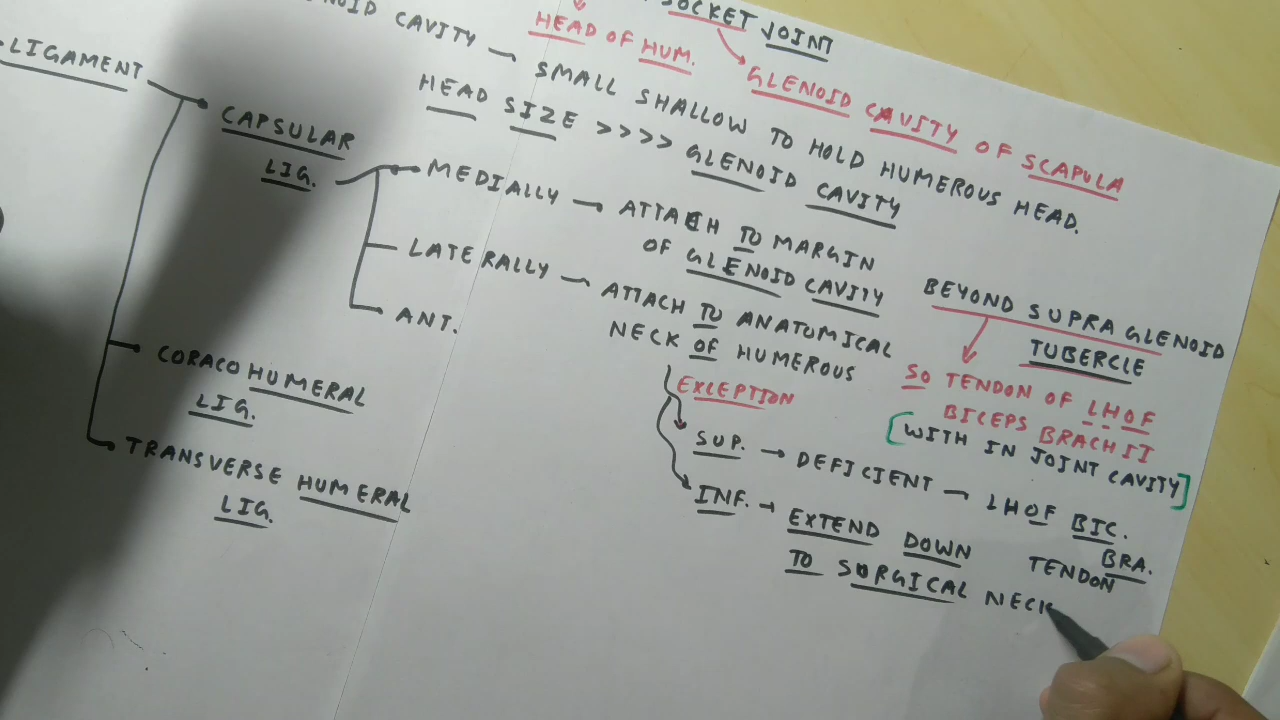 SOCKET JOINT
HEAD OF HUM.
GLENOID CAVITY OF SCAPULA
CAVITY — SMALL SHALLOW TO HOLD HUMEROUS HEAD.
HEAD SIZE >>>> GLENOID CAVITY
LIGAMENT
CAPSULAR
LIG.
MEDIALLY — ATTACH TO MARGIN
OF GLENOID CAVITY
BEYOND SUPRA GLENOID
TUBERCLE
SO TENDON OF LHOF
BICEPS BRACHII
[WITH IN JOINT CAVITY]
LATERALLY — ATTACH TO ANATOMICAL
NECK OF HUMEROUS
EXCEPTION
SUP. → DEFICIENT — LHOF BIC.
BRA.
TENDON
INF. → EXTEND DOWN
TO SURGICAL NECK
ANT.
CORACO HUMERAL
LIG.
TRANSVERSE HUMERAL
LIG.